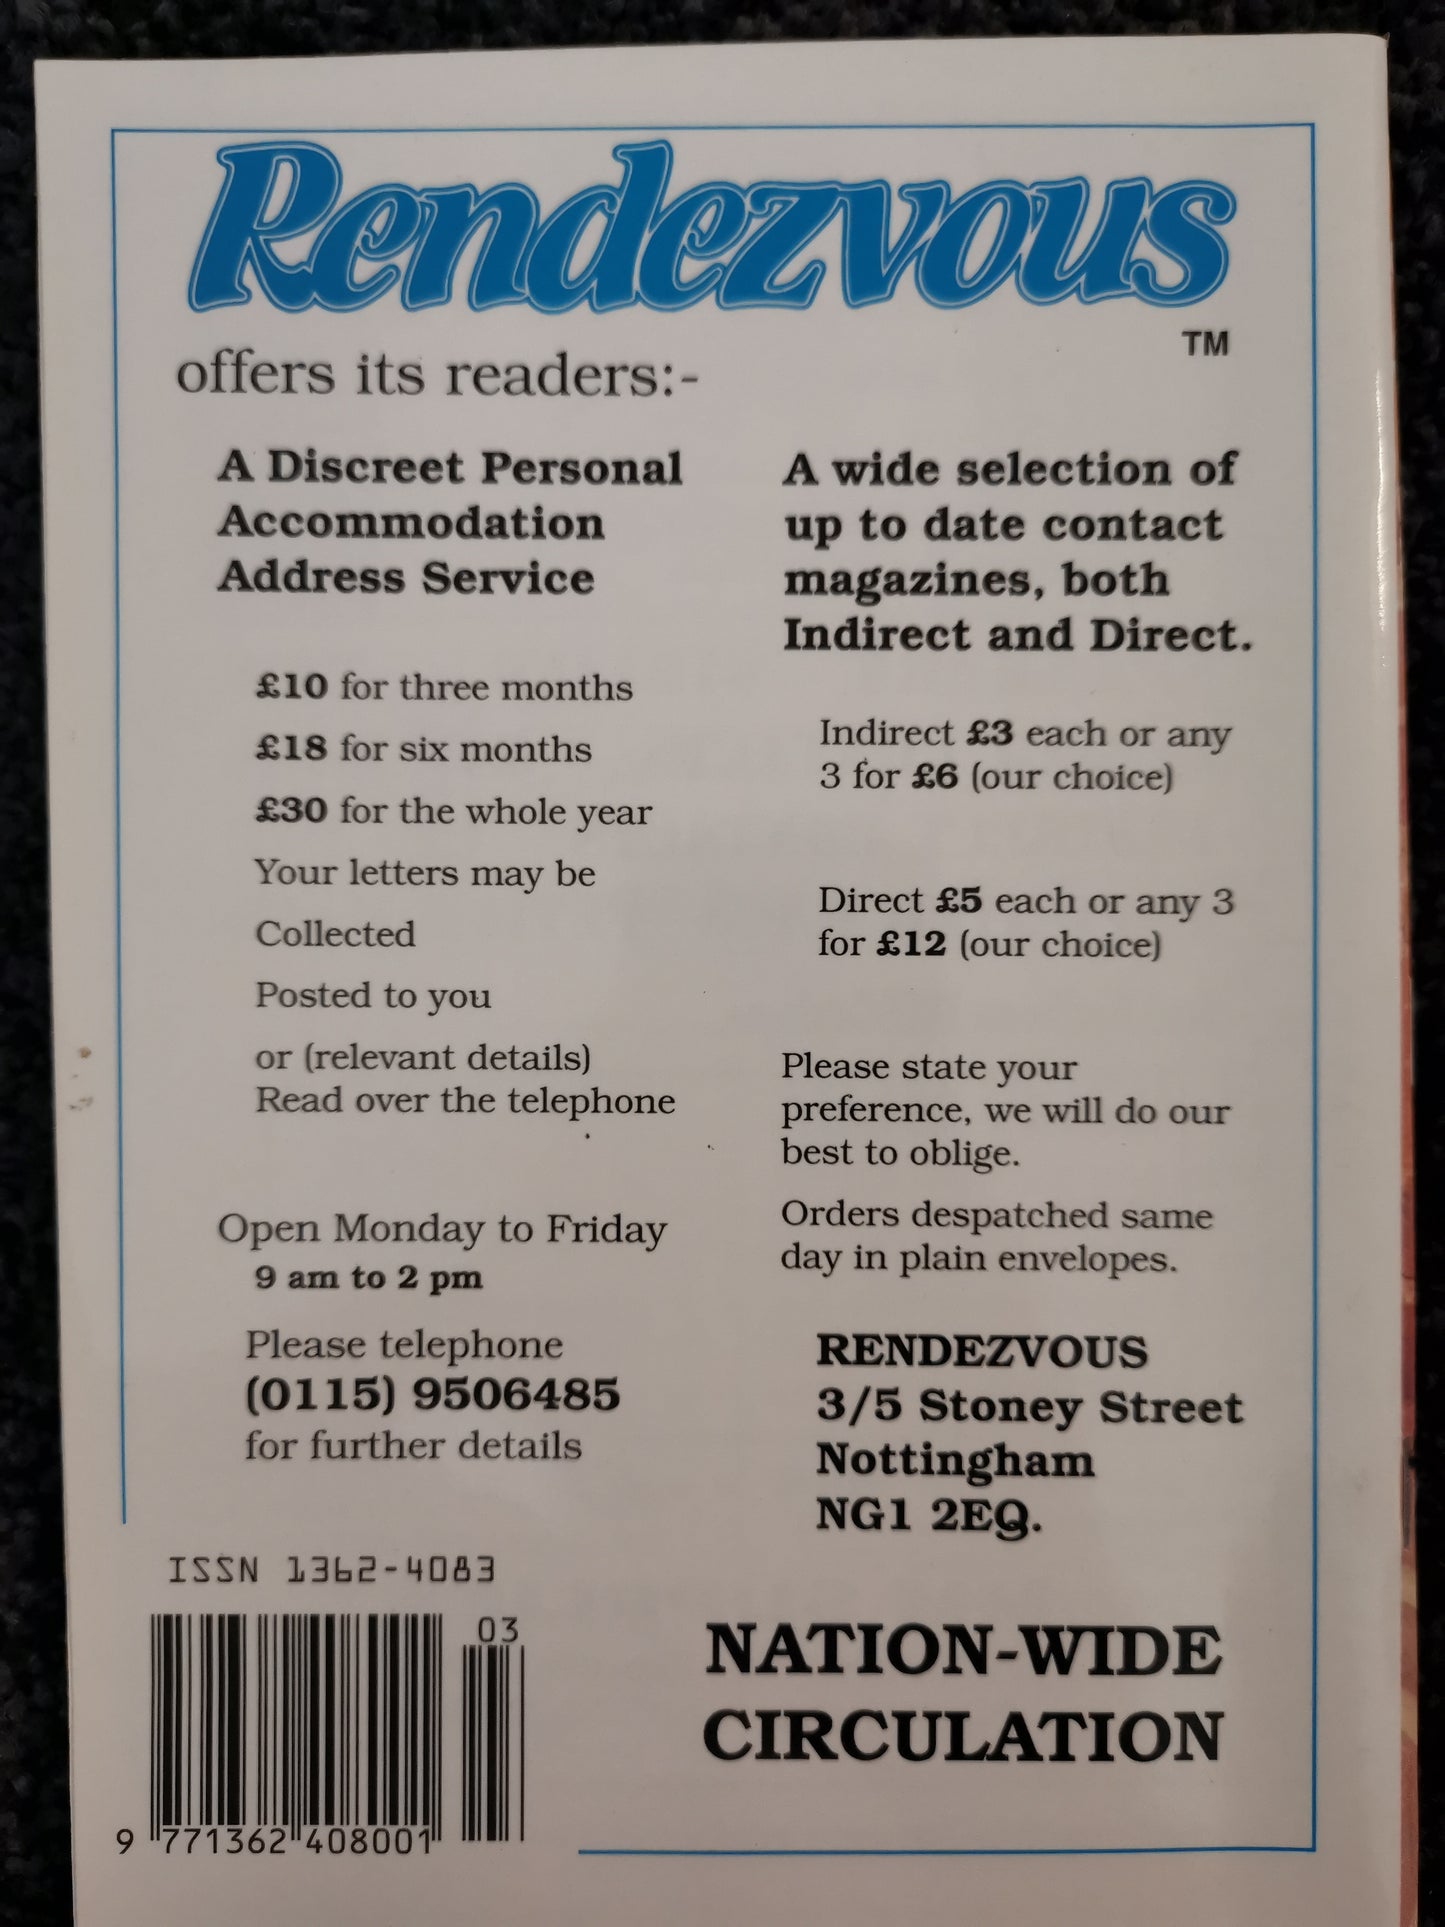 Rendezvous
TM
offers its readers:-
A Discreet Personal
Accommodation
Address Service
£10 for three months
£18 for six months
£30 for the whole year
Your letters may be
Collected
Posted to you
or (relevant details)
Read over the telephone
Open Monday to Friday
9 am to 2 pm
Please telephone
(0115) 9506485
for further details
A wide selection of
up to date contact
magazines, both
Indirect and Direct.
Indirect £3 each or any
3 for £6 (our choice)
Direct £5 each or any 3
for £12 (our choice)
Please state your
preference, we will do our
best to oblige.
Orders despatched same
day in plain envelopes.
RENDEZVOUS
3/5 Stoney Street
Nottingham
NG1 2EQ.
ISSN 1362-4083
03
9 771362 408001
NATION-WIDE
CIRCULATION